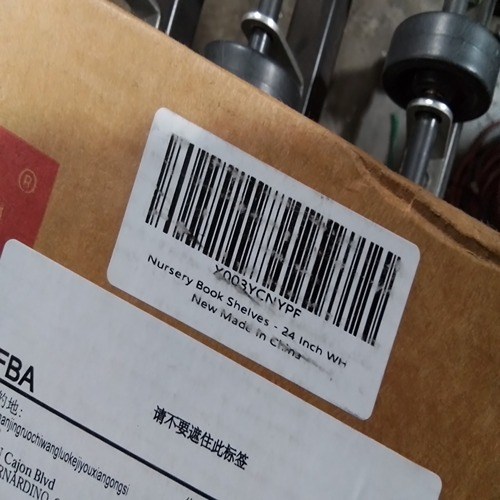 ®
X003YCNYPF
Nursery Book Shelves - 24 Inch WH
New Made In China
FBA
请不要遮住此标签
Cajon Blvd